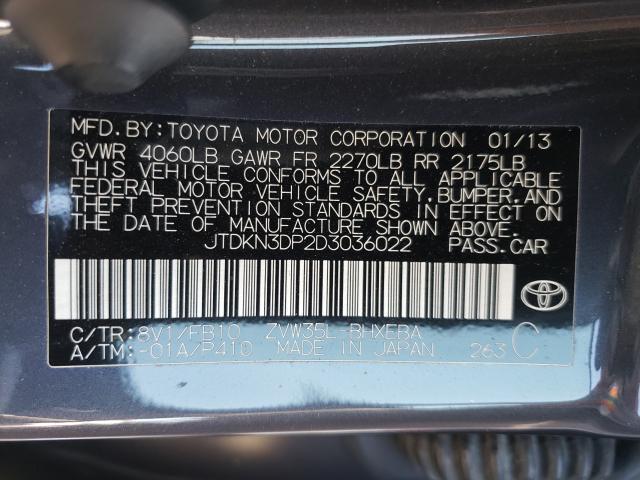 MFD.BY:TOYOTA MOTOR CORPORATION 01/13
GVWR 4060LB GAWR FR 2270LB RR 2175LB
THIS VEHICLE CONFORMS TO ALL APPLICABLE
FEDERAL MOTOR VEHICLE SAFETY,BUMPER,AND
THEFT PREVENTION STANDARDS IN EFFECT ON
THE DATE OF MANUFACTURE SHOWN ABOVE.
JTDKN3DP2D3036022 PASS.CAR
C/TR:8V1/FB10 ZVW35L-BHXEBA
A/TM:-01A/P410 MADE IN JAPAN 263 C